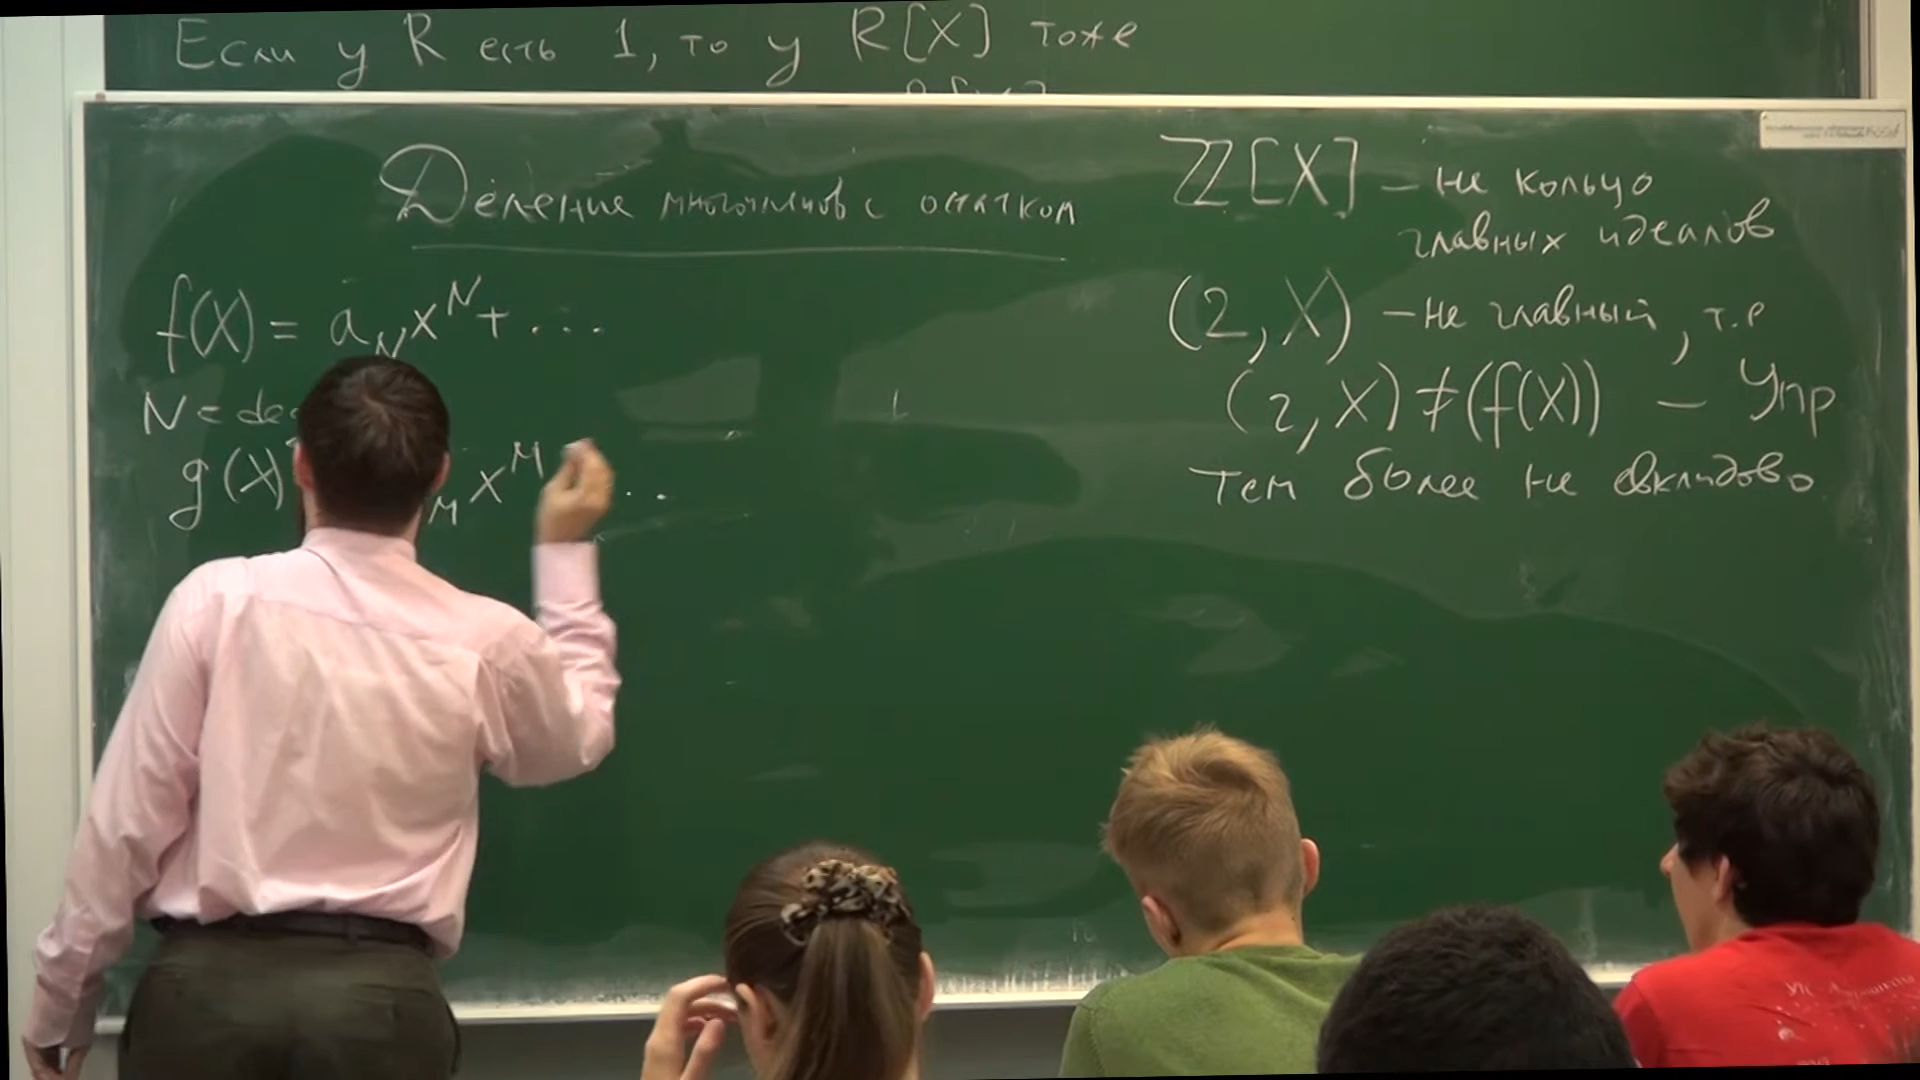 Если у R есть 1, то у R[X] тоже
Деление многочленов с остатком
f(X) = a_N x^N + ...
N = deg
g(X) _M x^M ...
ℤ[X] – не кольцо
главных идеалов
(2, X) – не главный, т.е
(2, X) ≠ (f(X)) – Упр
тем более не евклидово